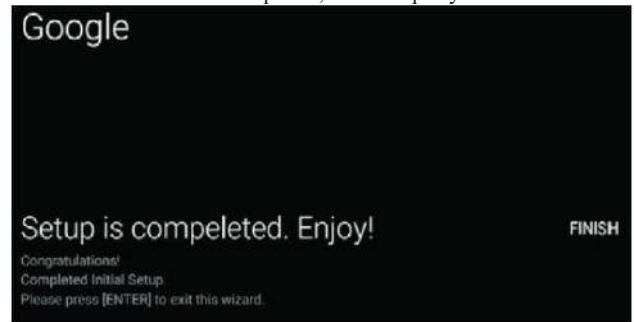 Google
Setup is compeleted. Enjoy!
FINISH
Congratulations!
Completed Initial Setup.
Please press [ENTER] to exit this wizard.